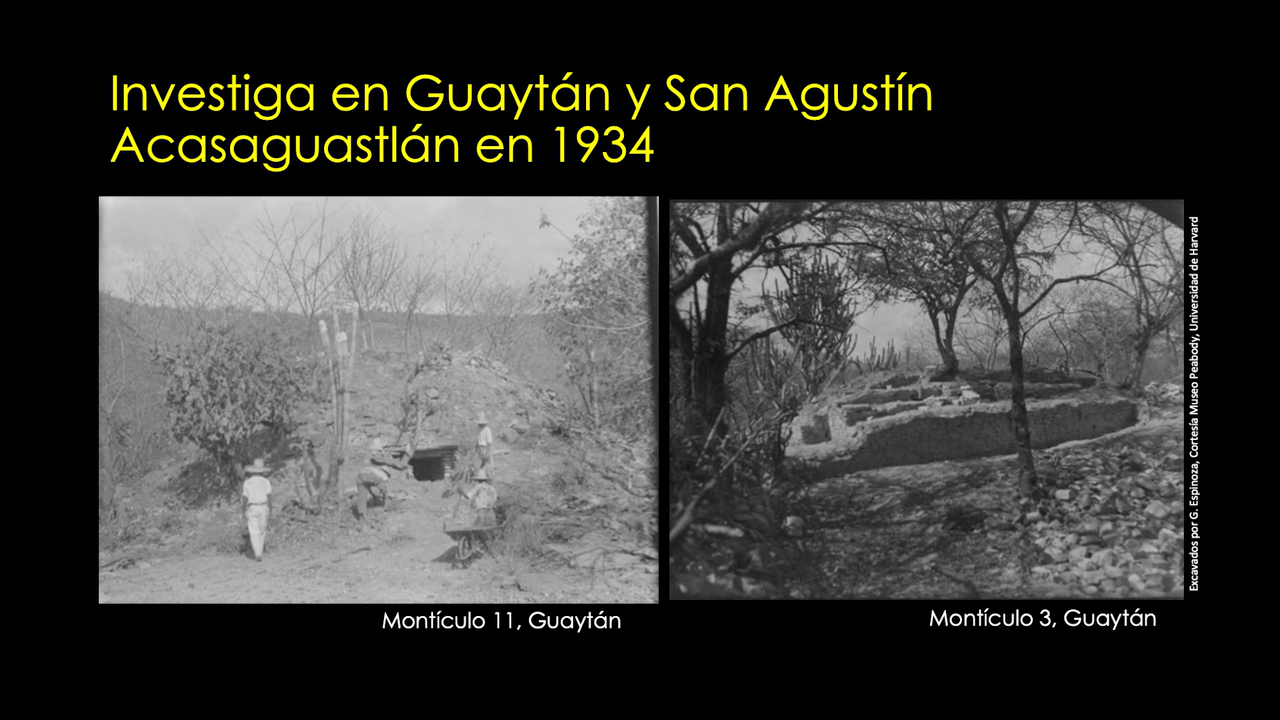 Investiga en Guaytán y San Agustín
Acasaguastlán en 1934
Montículo 11, Guaytán
Montículo 3, Guaytán
Excavados por G. Espinoza, Cortesía Museo Peabody, Universidad de Harvard